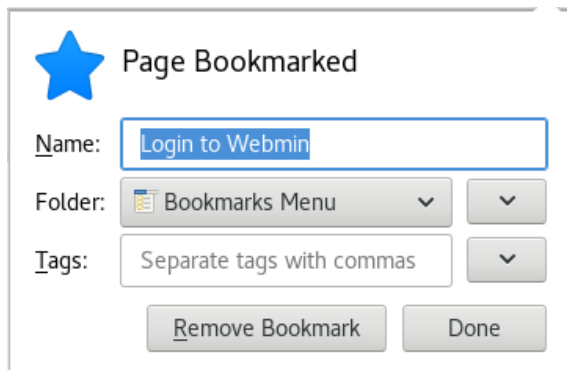 Page Bookmarked
Name: Login to Webmin
Folder: Bookmarks Menu
Tags: Separate tags with commas
Remove Bookmark Done